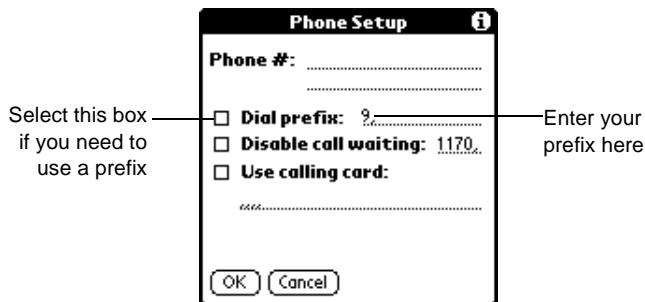 Phone Setup
Phone #:
Select this box
if you need to
use a prefix
Dial prefix: 9,
Enter your
prefix here
Disable call waiting: 1170,
Use calling card:
,,,,
OK Cancel